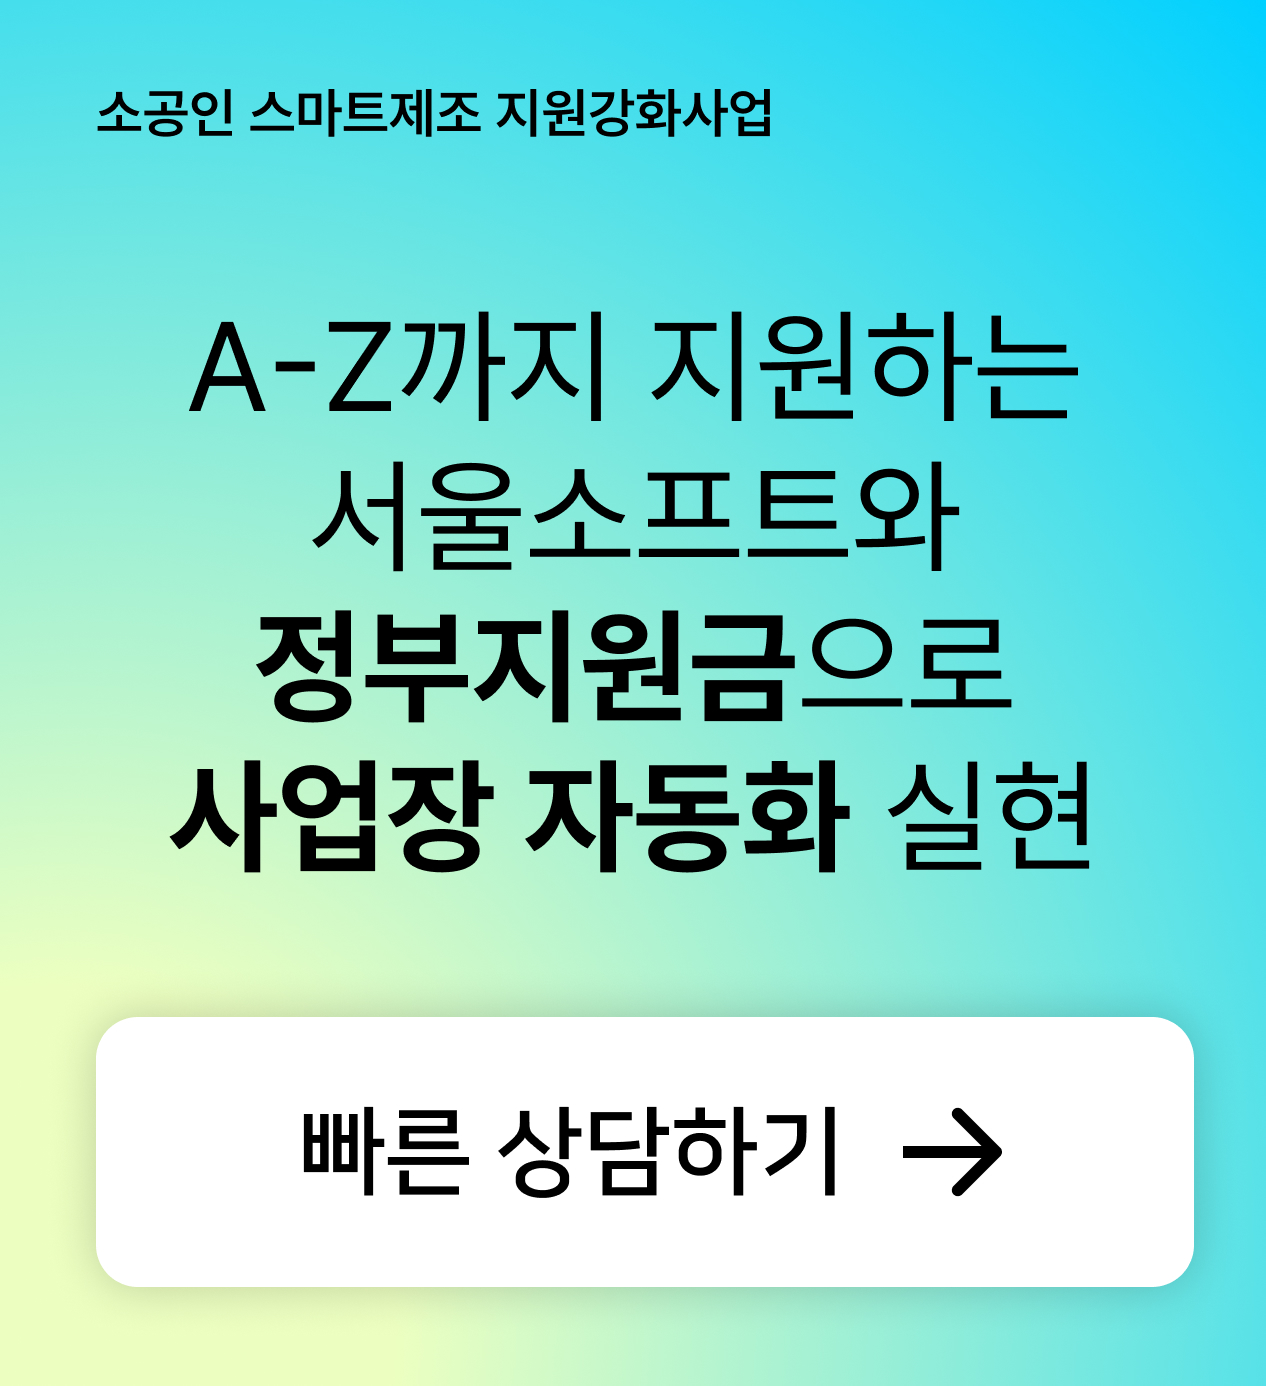 소공인 스마트제조 지원강화사업
A-Z까지 지원하는
서울소프트와
정부지원금으로
사업장 자동화 실현
빠른 상담하기 →